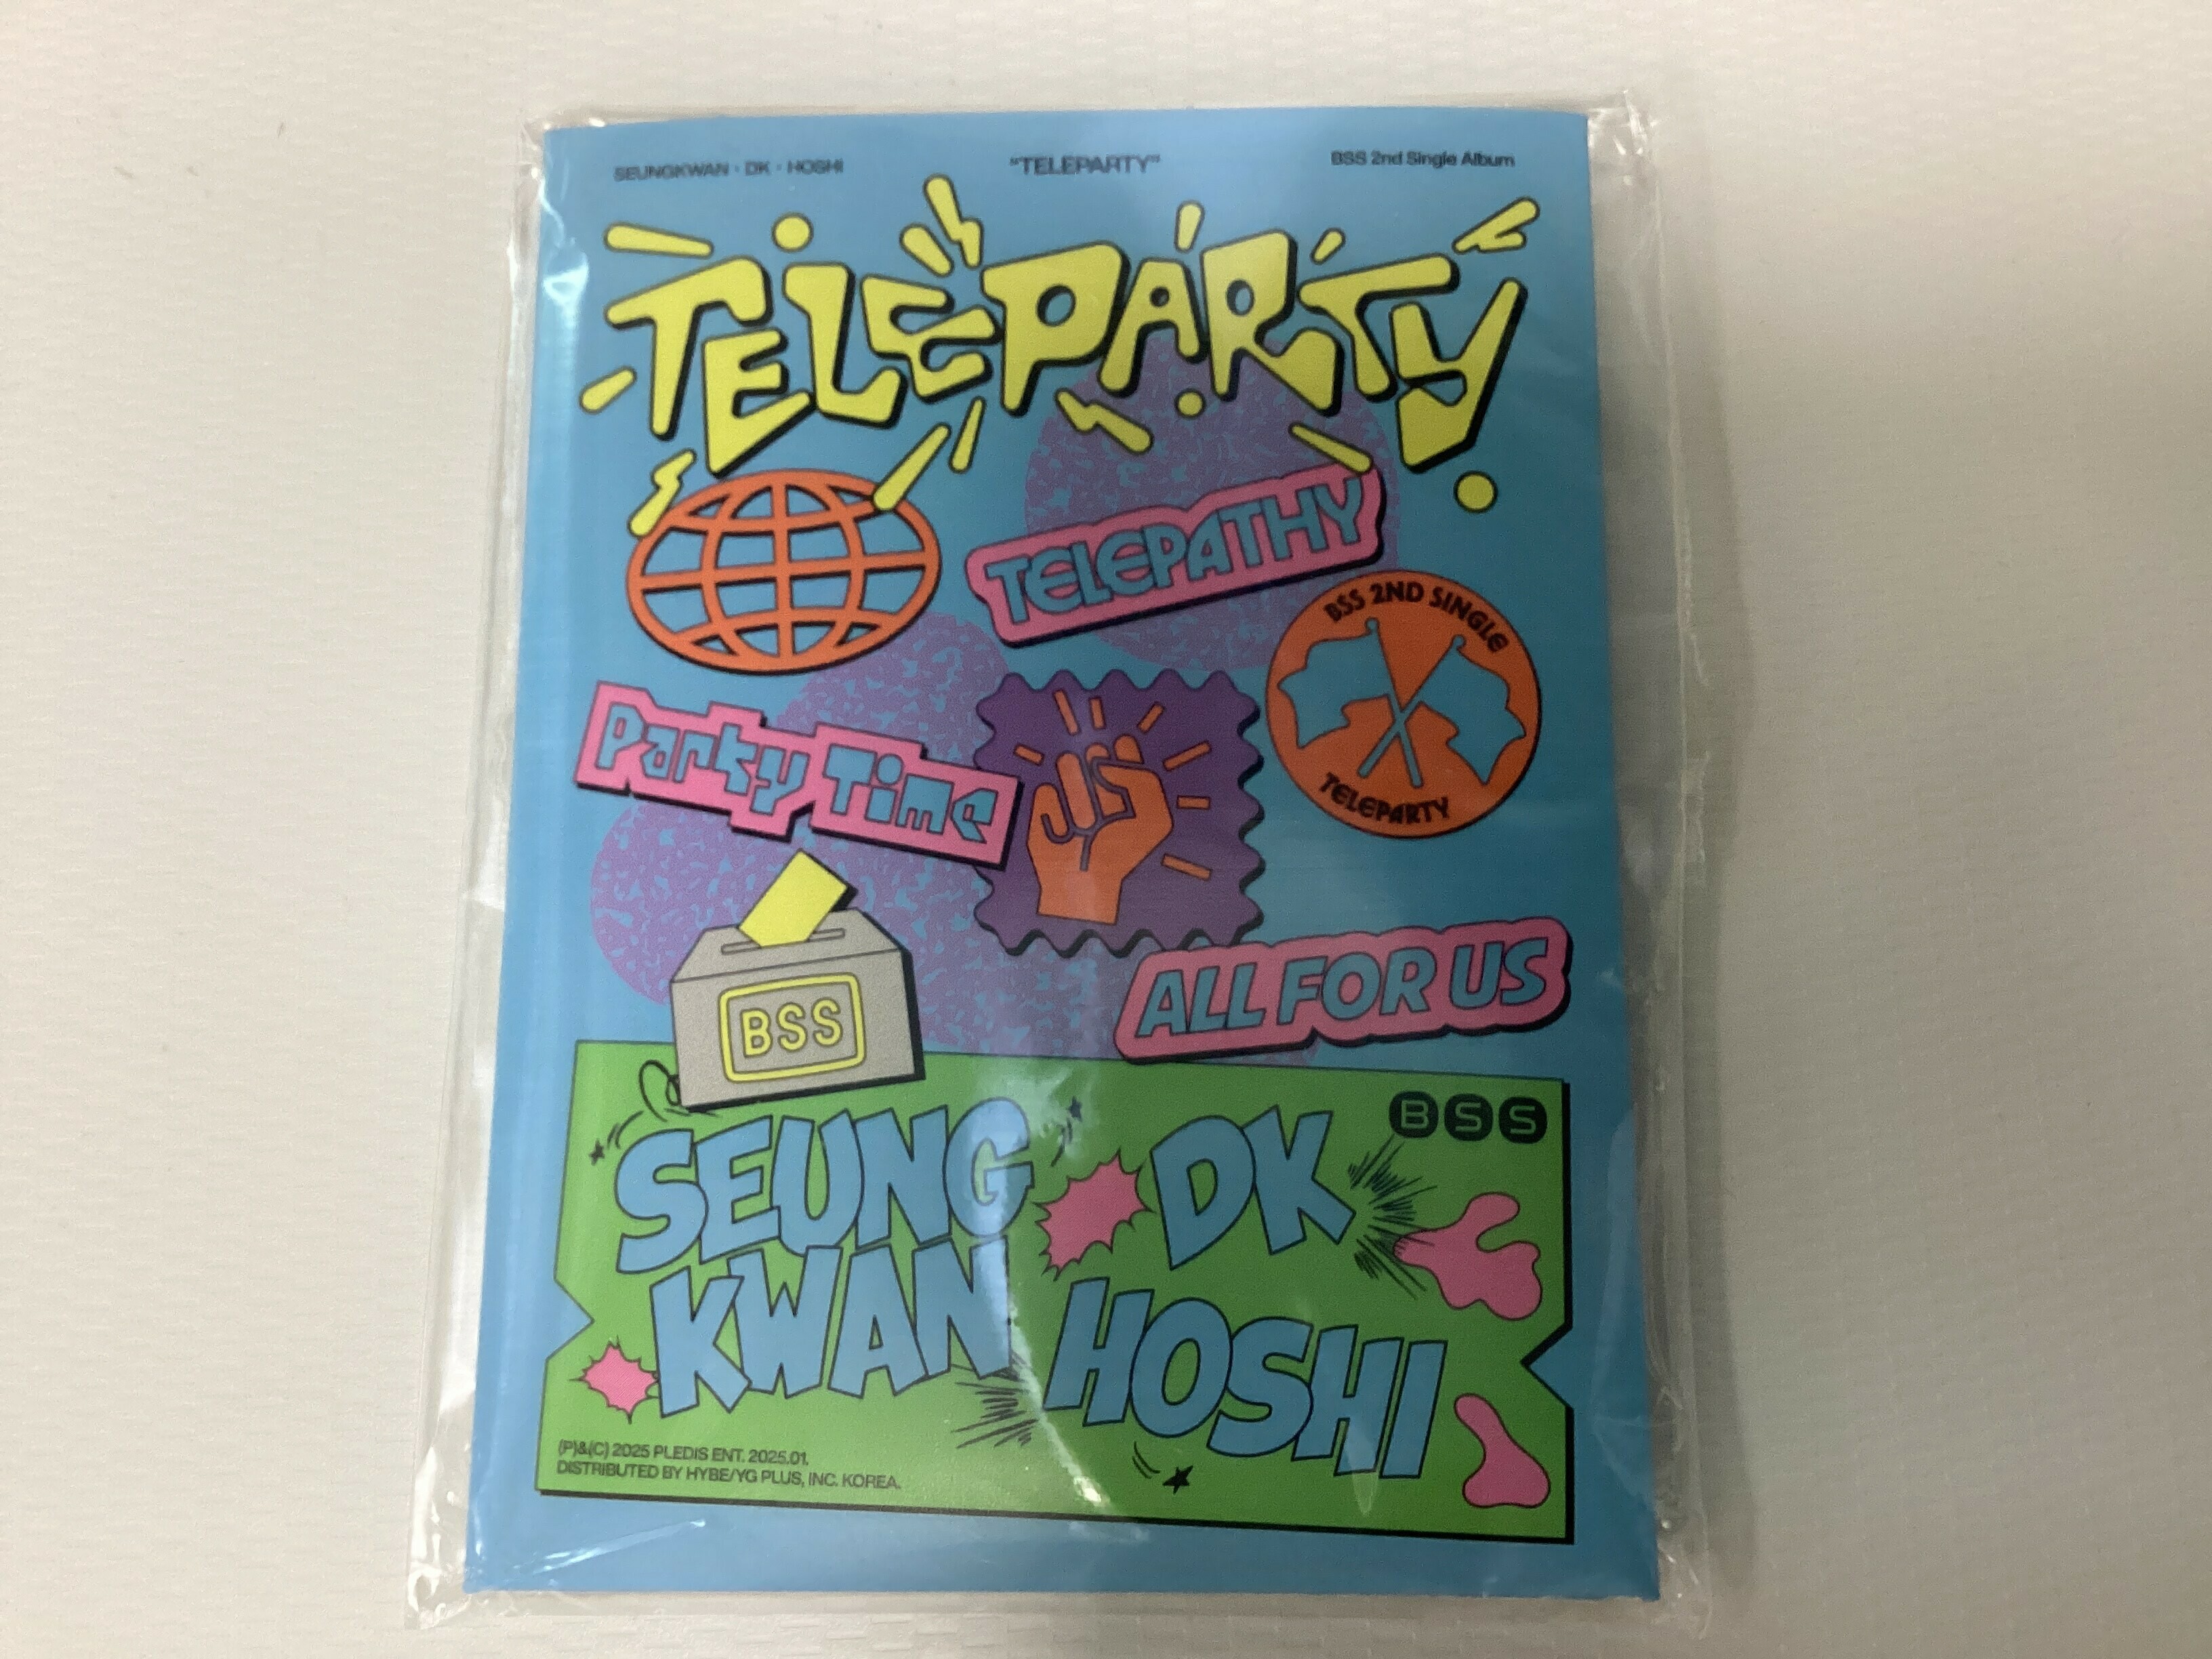 SEUNGKWAN · DK · HOSHI
"TELEPARTY"
BSS 2nd Single Album
TELEPARTY
TELEPATHY
BSS 2ND SINGLE
TELEPARTY
Party Time
ALL FOR US
BSS
BSS
SEUNG
KWAN
DK
HOSHI
(P)&(C) 2025 PLEDIS ENT. 2025.01.
DISTRIBUTED BY HYBE/YG PLUS, INC. KOREA.